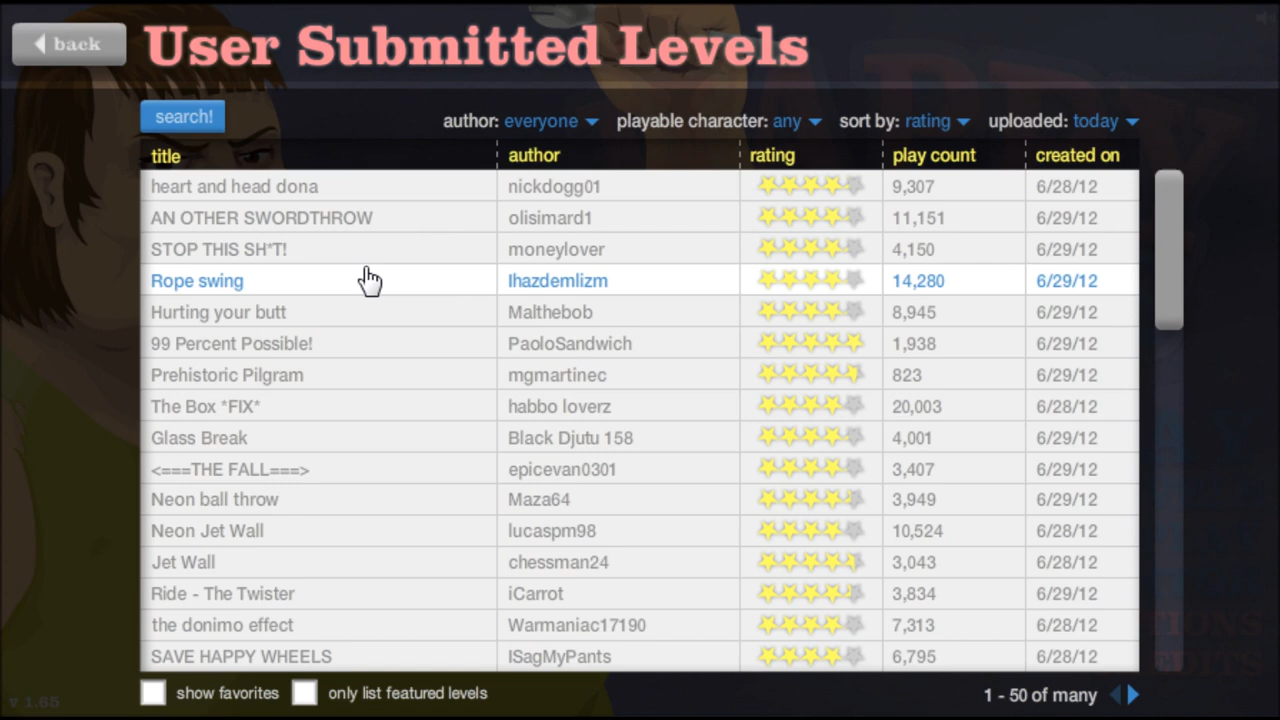 back
User Submitted Levels
search!
author: everyone playable character: any sort by: rating uploaded: today
title author rating play count created on
heart and head dona nickdogg01 9,307 6/28/12
AN OTHER SWORDTHROW olisimard1 11,151 6/29/12
STOP THIS SH*T! moneylover 4,150 6/29/12
Rope swing Ihazdemlizm 14,280 6/29/12
Hurting your butt Malthebob 8,945 6/29/12
99 Percent Possible! PaoloSandwich 1,938 6/29/12
Prehistoric Pilgram mgmartinec 823 6/29/12
The Box *FIX* habbo loverz 20,003 6/28/12
Glass Break Black Djutu 158 4,001 6/29/12
<===THE FALL===> epicevan0301 3,407 6/29/12
Neon ball throw Maza64 3,949 6/29/12
Neon Jet Wall lucaspm98 10,524 6/28/12
Jet Wall chessman24 3,043 6/28/12
Ride - The Twister iCarrot 3,834 6/29/12
the donimo effect Warmaniac17190 7,313 6/28/12
SAVE HAPPY WHEELS ISagMyPants 6,795 6/28/12
show favorites only list featured levels 1 - 50 of many
v 1.65